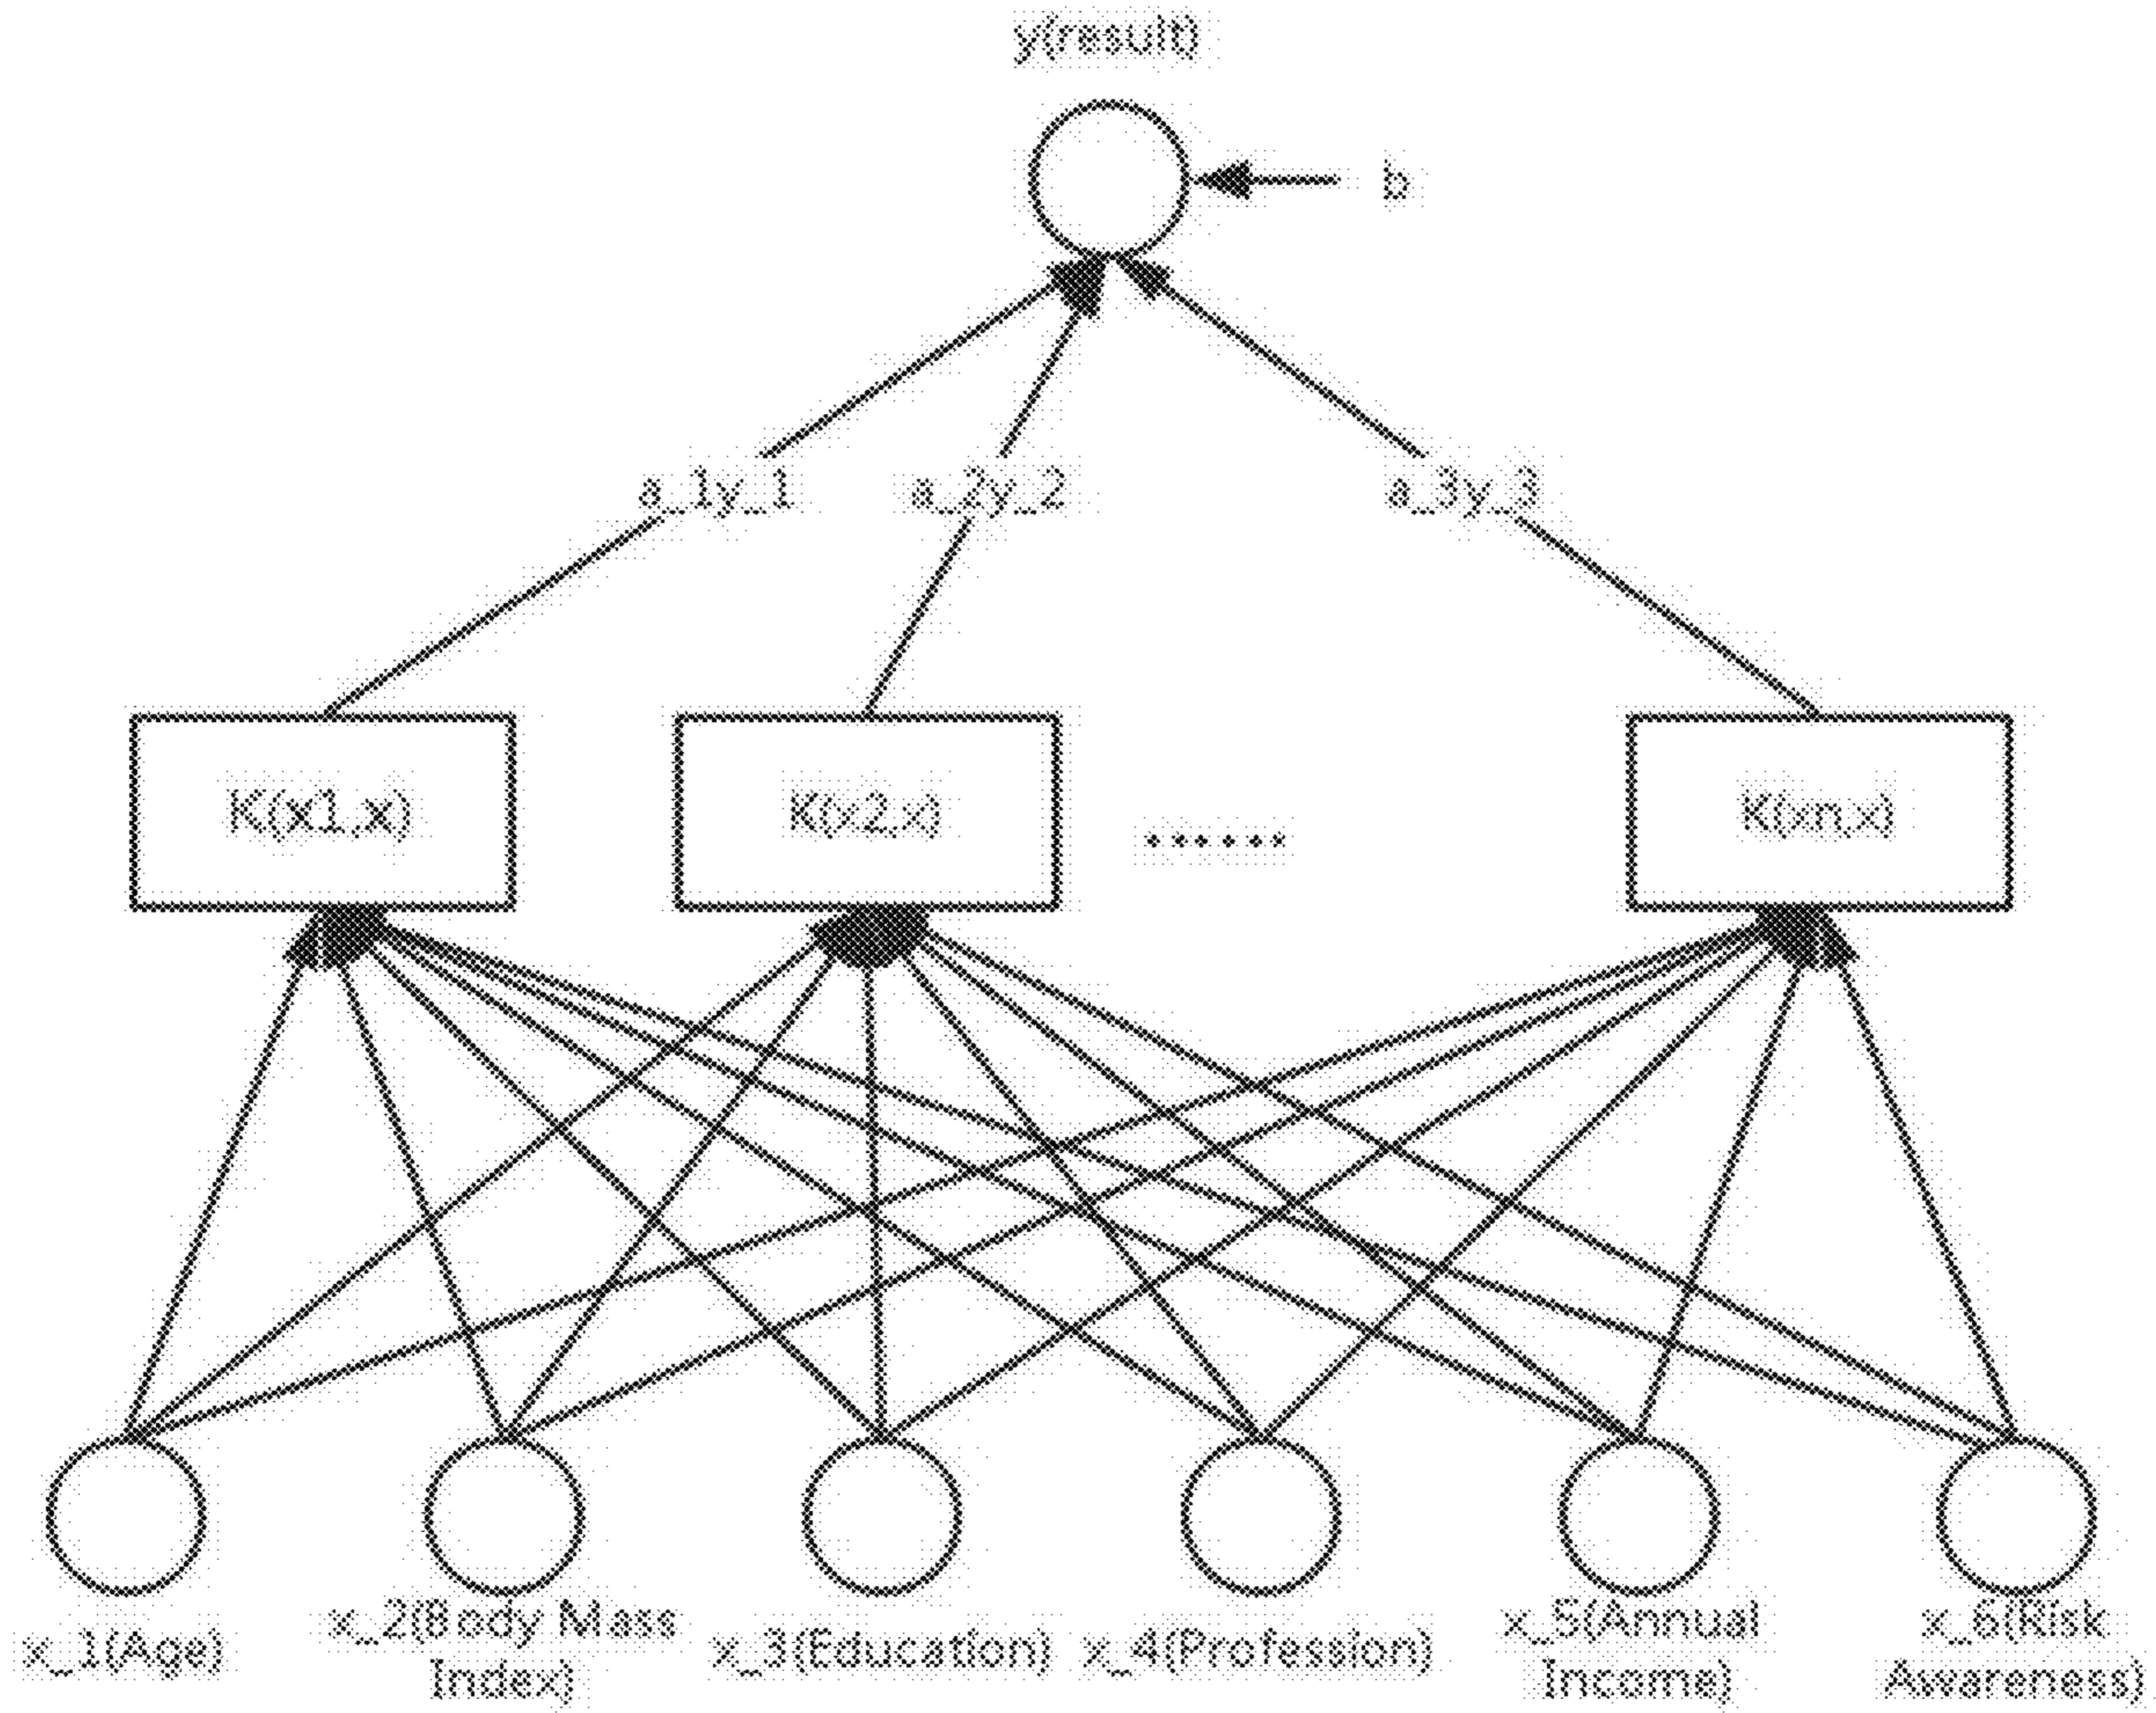 y(result)
b
a_1y_1
a_2y_2
a_3y_3
K(x1,x)
K(x2,x)
......
K(xn,x)
x_1(Age)
x_2(Body Mass
Index)
x_3(Education)
x_4(Profession)
x_5(Annual
Income)
x_6(Risk
Awareness)